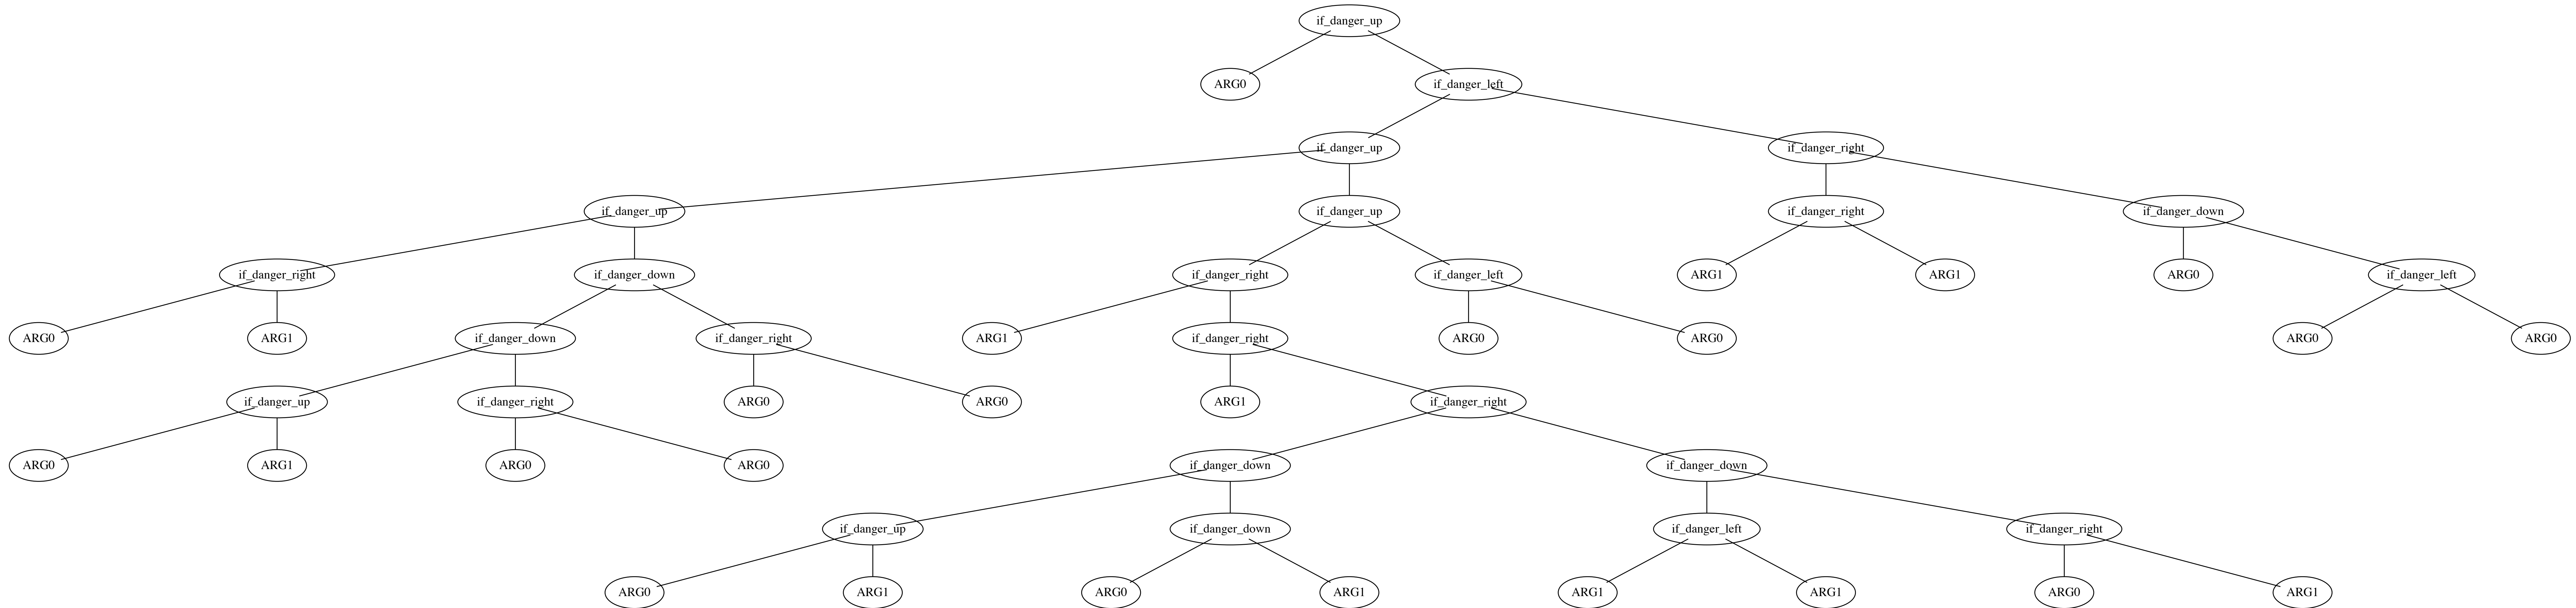 if_danger_up
ARG0 if_danger_left
if_danger_up if_danger_right
if_danger_up if_danger_up if_danger_right if_danger_down
if_danger_right if_danger_down if_danger_right if_danger_left ARG1 ARG1 ARG0 if_danger_left
ARG0 ARG1 if_danger_down if_danger_right ARG1 if_danger_right ARG0 ARG0 ARG0 ARG0
if_danger_up if_danger_right ARG0 ARG0 ARG1 if_danger_right
ARG0 ARG1 ARG0 ARG0 if_danger_down if_danger_down
if_danger_up if_danger_down if_danger_left if_danger_right
ARG0 ARG1 ARG0 ARG1 ARG1 ARG1 ARG0 ARG1